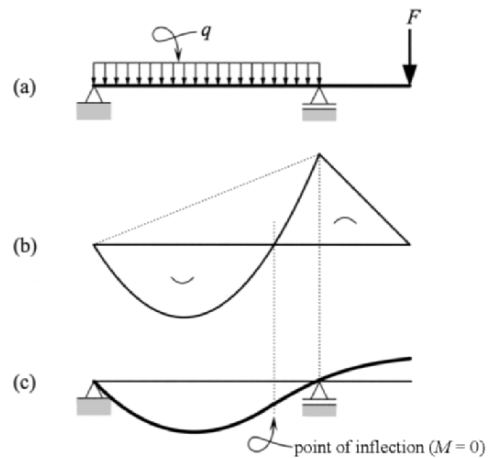 q
F
(a)
(b)
(c)
point of inflection (M = 0)